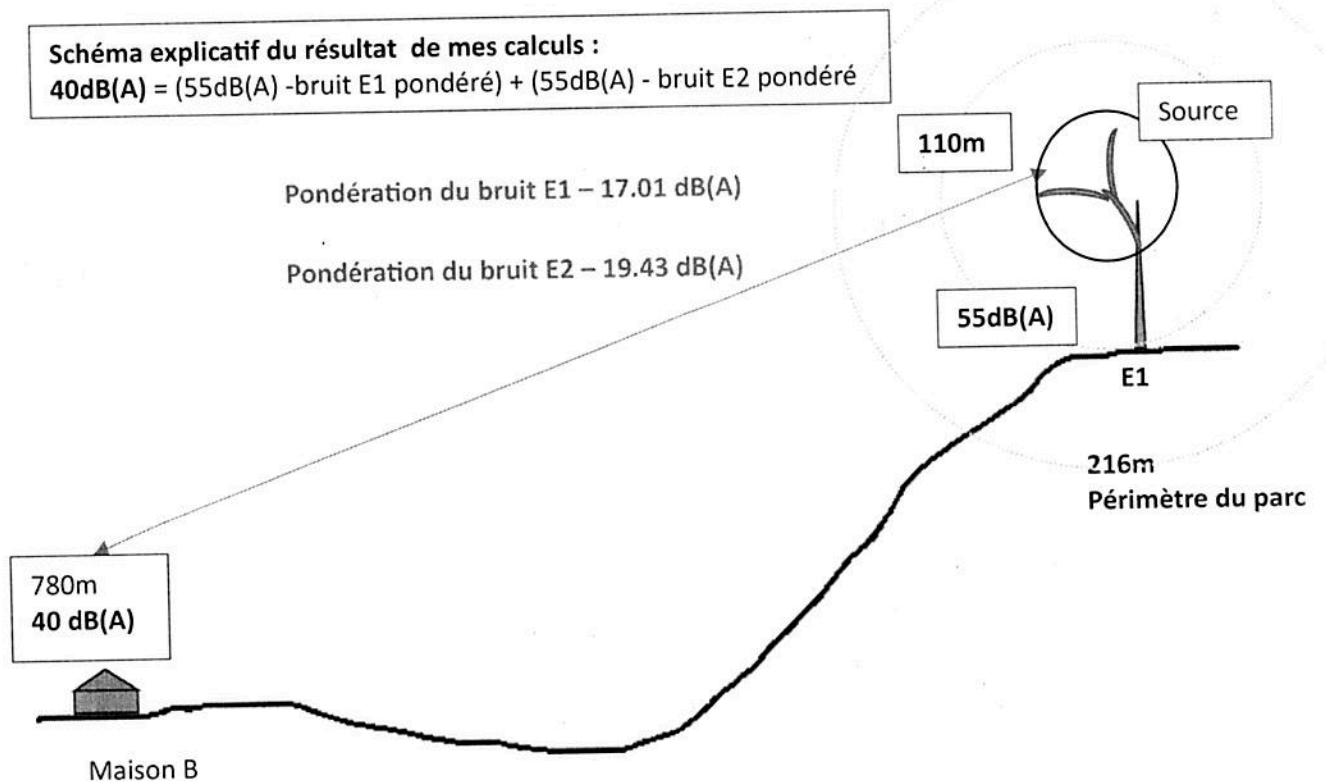 Schéma explicatif du résultat de mes calculs :
40dB(A) = (55dB(A) -bruit E1 pondéré) + (55dB(A) - bruit E2 pondéré
Source
110m
Pondération du bruit E1 – 17.01 dB(A)
Pondération du bruit E2 – 19.43 dB(A)
55dB(A)
E1
216m
Périmètre du parc
780m
40 dB(A)
Maison B